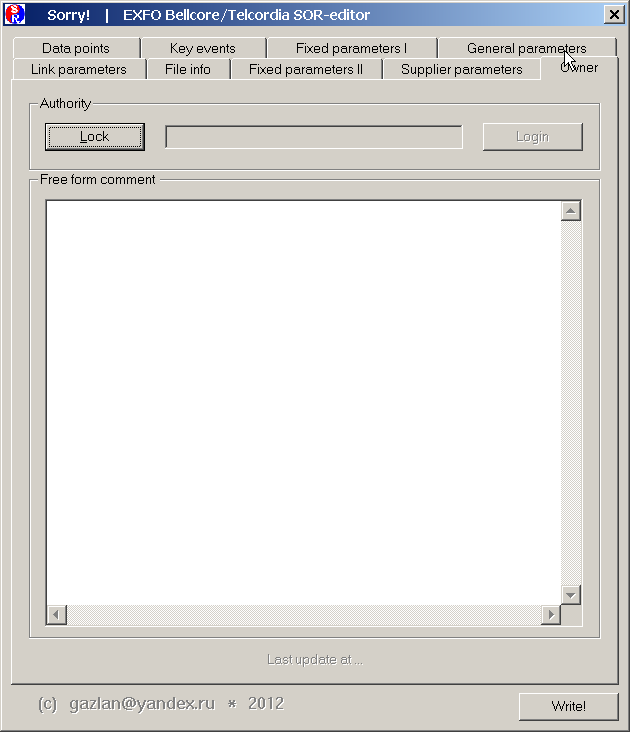 Sorry! | EXFO Bellcore/Telcordia SOR-editor
Data points Key events Fixed parameters I General parameters
Link parameters File info Fixed parameters II Supplier parameters Owner
Authority
Lock Login
Free form comment
Last update at ...
(c) gazlan@yandex.ru * 2012
Write!